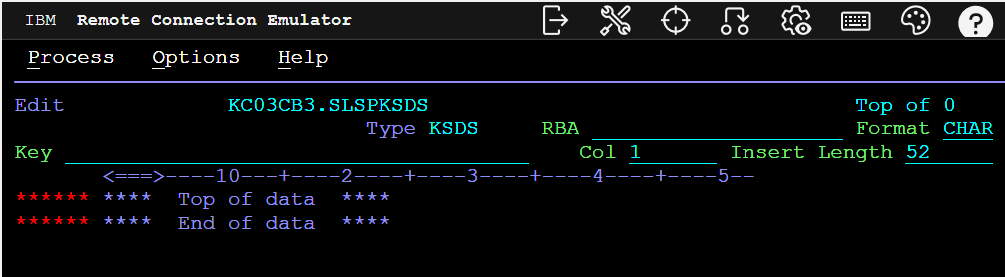 IBM Remote Connection Emulator ?
Process Options Help
Edit KC03CB3.SLSPKSDS Top of 0
Type KSDS RBA Format CHAR
Key Col 1 Insert Length 52
<===>----10---+----2----+----3----+----4----+----5--
****** **** Top of data ****
****** **** End of data ****